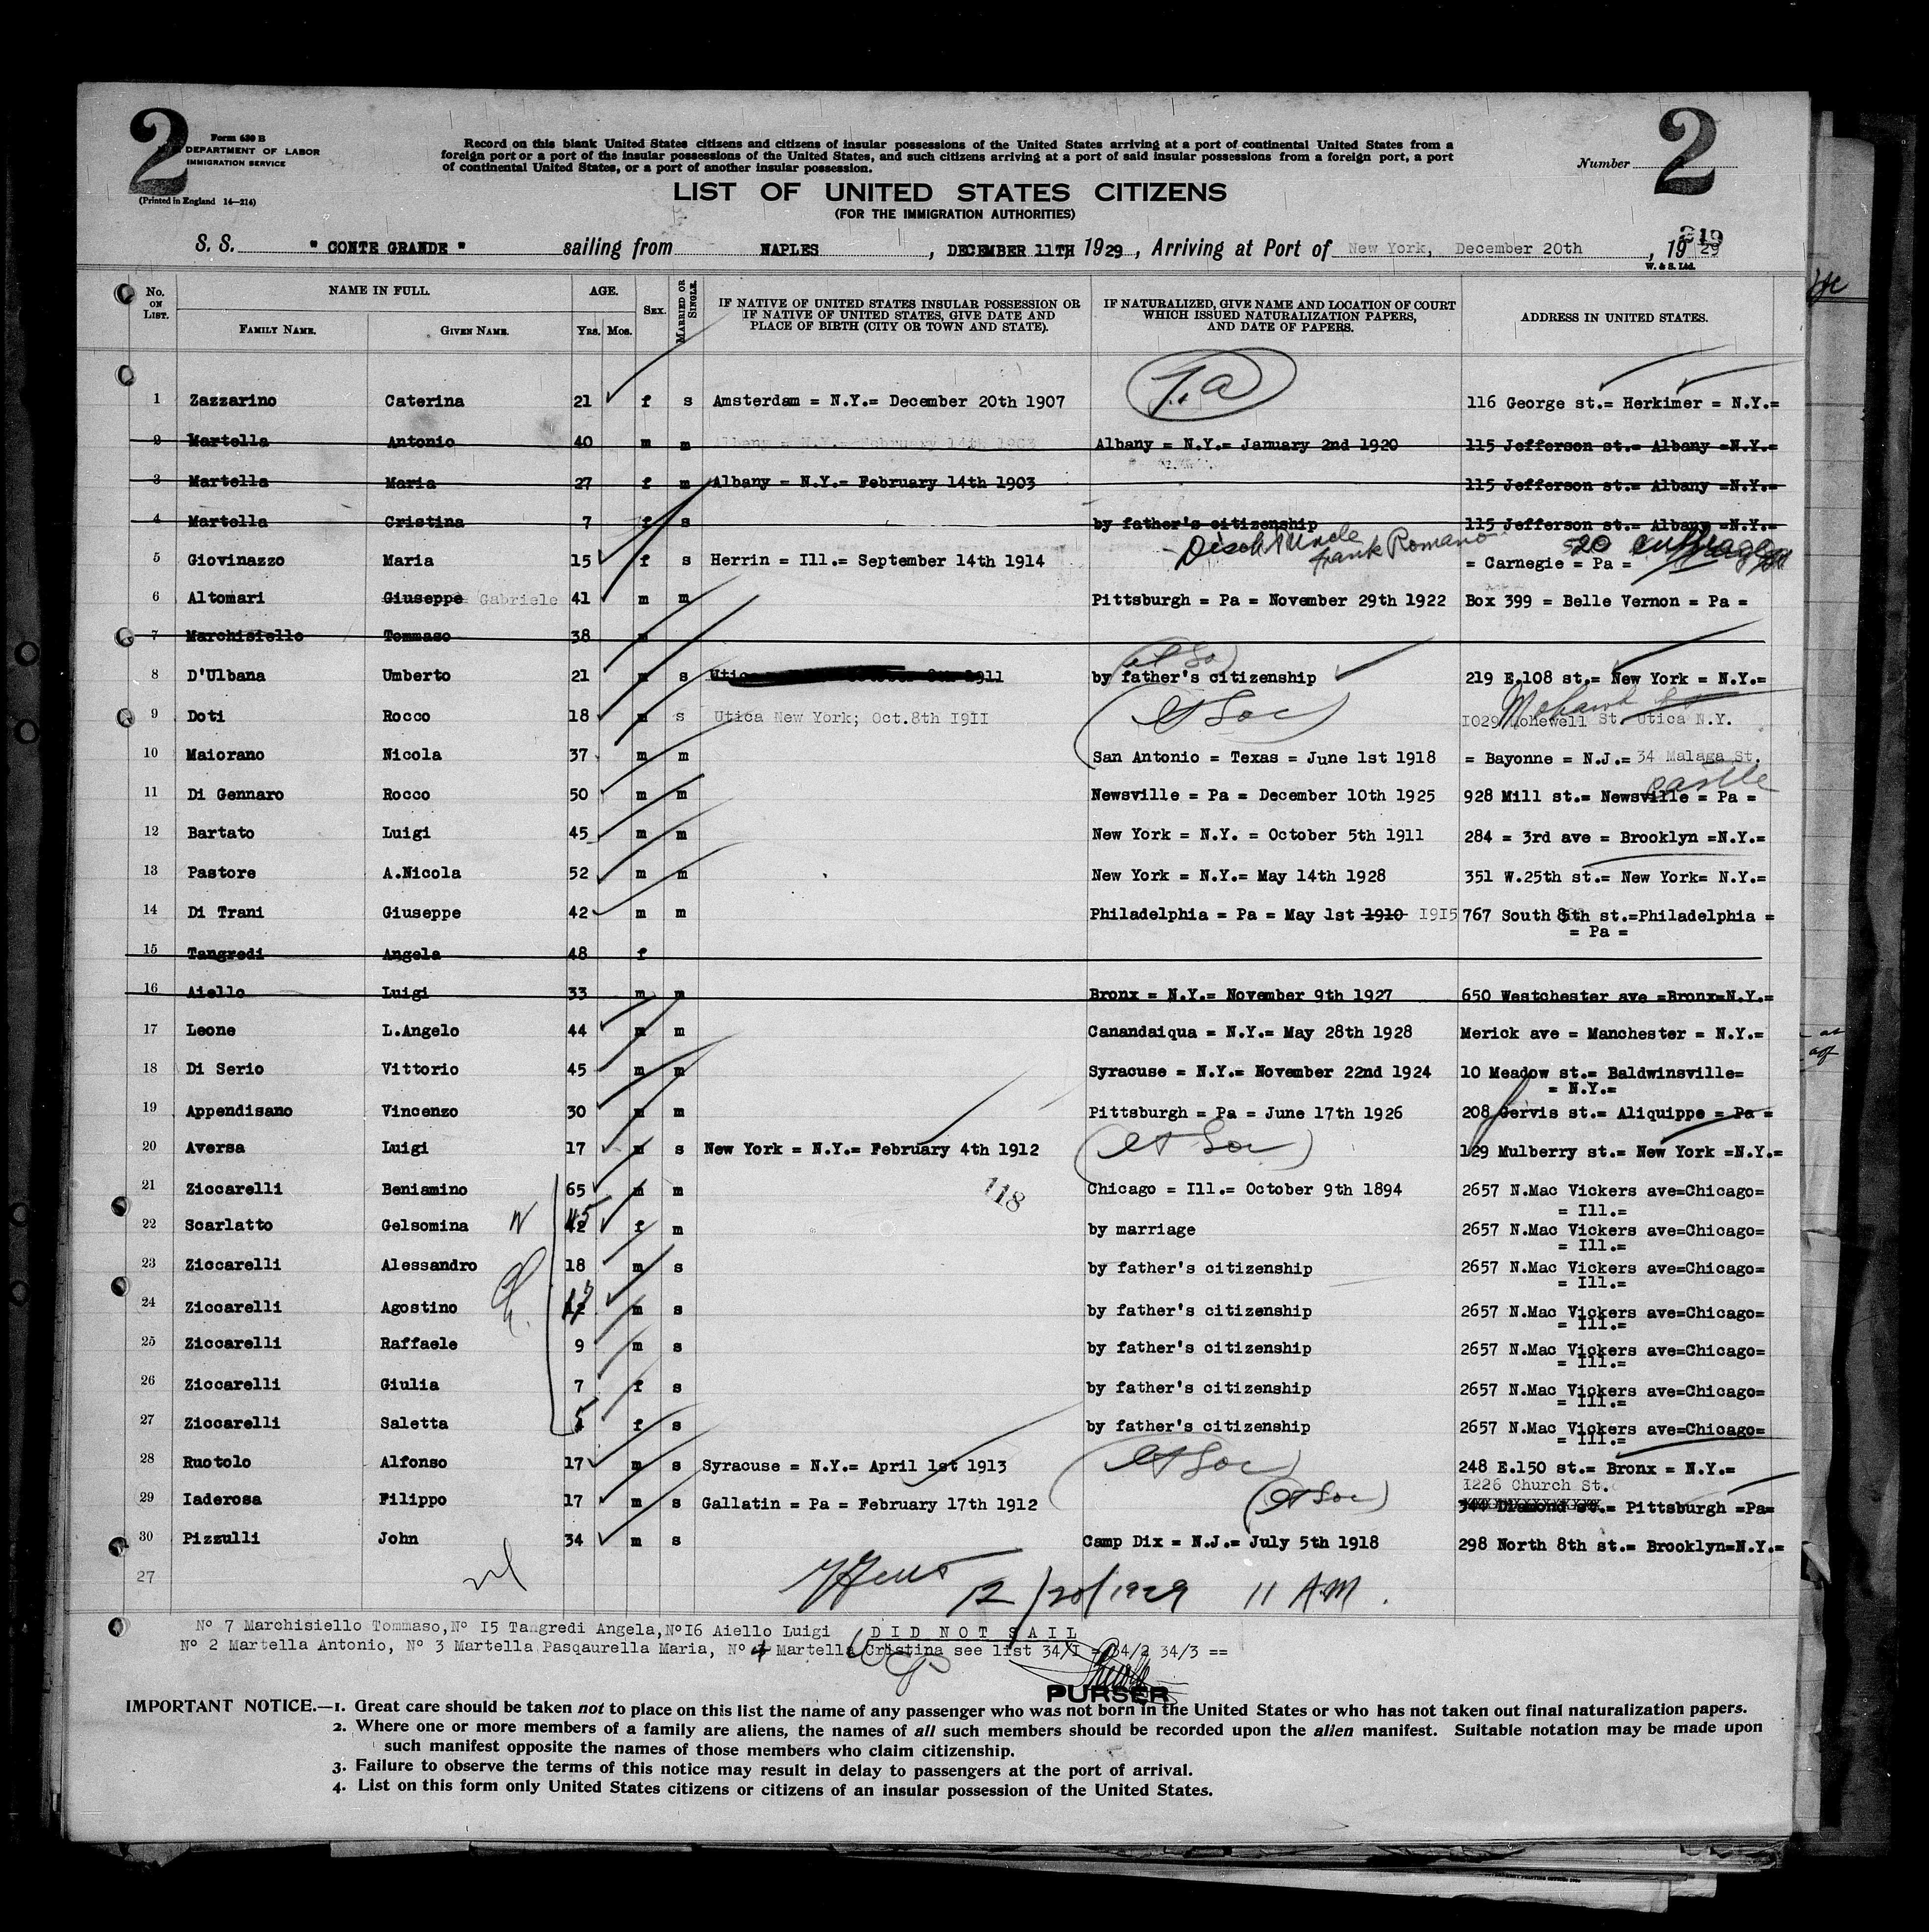 2
Form 630 B
DEPARTMENT OF LABOR
IMMIGRATION SERVICE
(Printed in England 14—214)
Record on this blank United States citizens and citizens of insular possessions of the United States arriving at a port of continental United States from a
foreign port or a port of the insular possessions of the United States, and such citizens arriving at a port of said insular possessions from a foreign port, a port
of continental United States, or a port of another insular possession.
Number 2
LIST OF UNITED STATES CITIZENS
(FOR THE IMMIGRATION AUTHORITIES)
S. S. " CONTE GRANDE " sailing from NAPLES , DECEMBER 11TH 1929 , Arriving at Port of New York, December 20th , 1929
219
W. & S. Ltd.
No. ON LIST. NAME IN FULL. FAMILY NAME. GIVEN NAME. AGE. Yrs. Mos. SEX. MARRIED OR SINGLE. IF NATIVE OF UNITED STATES INSULAR POSSESSION OR IF NATIVE OF UNITED STATES, GIVE DATE AND PLACE OF BIRTH (CITY OR TOWN AND STATE). IF NATURALIZED, GIVE NAME AND LOCATION OF COURT WHICH ISSUED NATURALIZATION PAPERS, AND DATE OF PAPERS. ADDRESS IN UNITED STATES.
1 Zazzarino Caterina 21 f s Amsterdam = N.Y.= December 20th 1907 116 George st.= Herkimer = N.Y.=
2 Martella Antonio 40 m m Albany = N.Y.= February 14th 1903 Albany = N.Y.= January 2nd 1920 115 Jefferson st.= Albany =N.Y.=
3 Martella Maria 27 f m Albany = N.Y.= February 14th 1903 115 Jefferson st.= Albany =N.Y.=
4 Martella Cristina 7 f s by father's citizenship 115 Jefferson st.= Albany =N.Y.=
Uncle Frank Romano 20
5 Giovinazzo Maria 15 f s Herrin = Ill.= September 14th 1914 = Carnegie = Pa =
6 Altomari Giuseppe Gabriele 41 m m Pittsburgh = Pa = November 29th 1922 Box 399 = Belle Vernon = Pa =
7 Marchisiello Tommaso 38 m
8 D'Ulbana Umberto 21 m s by father's citizenship 219 E.108 st.= New York = N.Y.=
Mohawk St
9 Doti Rocco 18 m s Utica New York; Oct.8th I9II I029 Mohewell St. Utica N.Y.
10 Maiorano Nicola 37 m m San Antonio = Texas = June 1st 1918 = Bayonne = N.J.= 34 Malaga St.
castle
11 Di Gennaro Rocco 50 m m Newsville = Pa = December 10th 1925 928 Mill st.= Newsville = Pa =
12 Bartato Luigi 45 m m New York = N.Y. = October 5th 1911 284 = 3rd ave = Brooklyn =N.Y.=
13 Pastore A.Nicola 52 m m New York = N.Y.= May 14th 1928 351 W.25th st.= New York= N.Y.=
14 Di Trani Giuseppe 42 m m Philadelphia = Pa = May 1st 1910 I9I5 767 South 8th st.=Philadelphia =
= Pa =
15 Tangredi Angela 48 f
16 Aiello Luigi 33 m m Bronx = N.Y.= November 9th 1927 650 Westchester ave =Bronx=N.Y.=
17 Leone L.Angelo 44 m m Canandaiqua = N.Y.= May 28th 1928 Merick ave = Manchester = N.Y.=
18 Di Serio Vittorio 45 m m Syracuse = N.Y.= November 22nd 1924 10 Meadow st.= Baldwinsville=
= N.Y.=
19 Appendisano Vincenzo 30 m m Pittsburgh = Pa = June 17th 1926 208 Gervis st.= Aliquippe = Pa =
20 Aversa Luigi 17 m s New York = N.Y.= February 4th 1912 129 Mulberry st.= New York =N.Y.=
118
21 Ziccarelli Beniamino 65 m m Chicago = Ill.= October 9th 1894 2657 N.Mac Vickers ave=Chicago=
= Ill.=
22 Scarlatto Gelsomina W 42 45 f m by marriage 2657 N.Mac Vickers ave=Chicago=
= Ill.=
23 Ziccarelli Alessandro 18 m s by father's citizenship 2657 N.Mac Vickers ave=Chicago=
= Ill.=
24 Ziccarelli Agostino Ch. 12 m s by father's citizenship 2657 N.Mac Vickers ave=Chicago=
= Ill.=
25 Ziccarelli Raffaele 9 m s by father's citizenship 2657 N.Mac Vickers ave=Chicago=
= Ill.=
26 Ziccarelli Giulia 7 f s by father's citizenship 2657 N.Mac Vickers ave=Chicago=
= Ill.=
27 Ziccarelli Saletta 4 5 f s by father's citizenship 2657 N.Mac Vickers ave=Chicago=
= Ill.=
28 Ruotolo Alfonso 17 m s Syracuse = N.Y.= April 1st 1913 248 E.150 st.= Bronx = N.Y.=
I226 Church St.
29 Iaderosa Filippo 17 m s Gallatin = Pa = February 17th 1912 344 Diamond st.= Pittsburgh =Pa=
30 Pizzulli John 34 m s Camp Dix = N.J.= July 5th 1918 298 North 8th st.= Brooklyn=N.Y.=
27
12/20/1929 11 AM.
Nº 7 Marchisiello Tommaso,Nº I5 Tangredi Angela,NºI6 Aiello Luigi DID NOT SAIL
Nº 2 Martella Antonio, Nº 3 Martella Pasqaurella Maria, Nº 4 Martella Cristina see list 34/I = 34/2 34/3 ==
PURSER
IMPORTANT NOTICE.—1. Great care should be taken not to place on this list the name of any passenger who was not born in the United States or who has not taken out final naturalization papers.
2. Where one or more members of a family are aliens, the names of all such members should be recorded upon the alien manifest. Suitable notation may be made upon
such manifest opposite the names of those members who claim citizenship.
3. Failure to observe the terms of this notice may result in delay to passengers at the port of arrival.
4. List on this form only United States citizens or citizens of an insular possession of the United States.